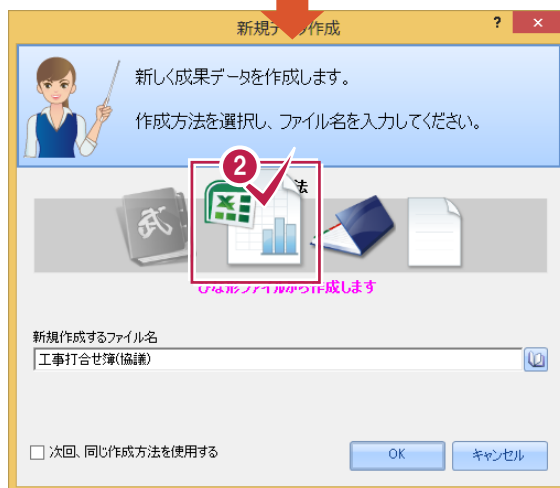 新規データ作成
?
×
新しく成果データを作成します。
作成方法を選択し、ファイル名を入力してください。
2
法
武
ひな形ファイルから作成します
新規作成するファイル名
工事打合せ簿(協議)
次回、同じ作成方法を使用する
OK
キャンセル